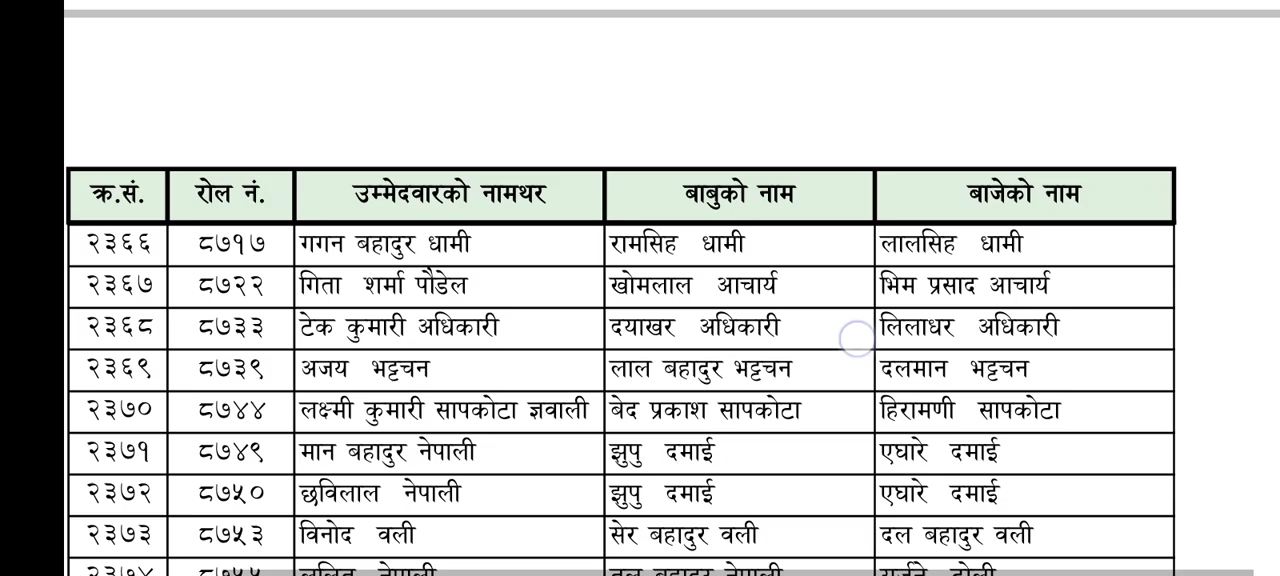 क्र.सं. रोल नं. उम्मेदवारको नामथर बाबुको नाम बाजेको नाम
२३६६ ८७१७ गगन बहादुर धामी रामसिह धामी लालसिह धामी
२३६७ ८७२२ गिता शर्मा पौडेल खोमलाल आचार्य भिम प्रसाद आचार्य
२३६८ ८७३३ टेक कुमारी अधिकारी दयाखर अधिकारी लिलाधर अधिकारी
२३६९ ८७३९ अजय भट्टचन लाल बहादुर भट्टचन दलमान भट्टचन
२३७० ८७४४ लक्ष्मी कुमारी सापकोटा ज्ञवाली बेद प्रकाश सापकोटा हिरामणी सापकोटा
२३७१ ८७४९ मान बहादुर नेपाली झुपु दमाई एघारे दमाई
२३७२ ८७५० छविलाल नेपाली झुपु दमाई एघारे दमाई
२३७३ ८७५३ विनोद वली सेर बहादुर वली दल बहादुर वली